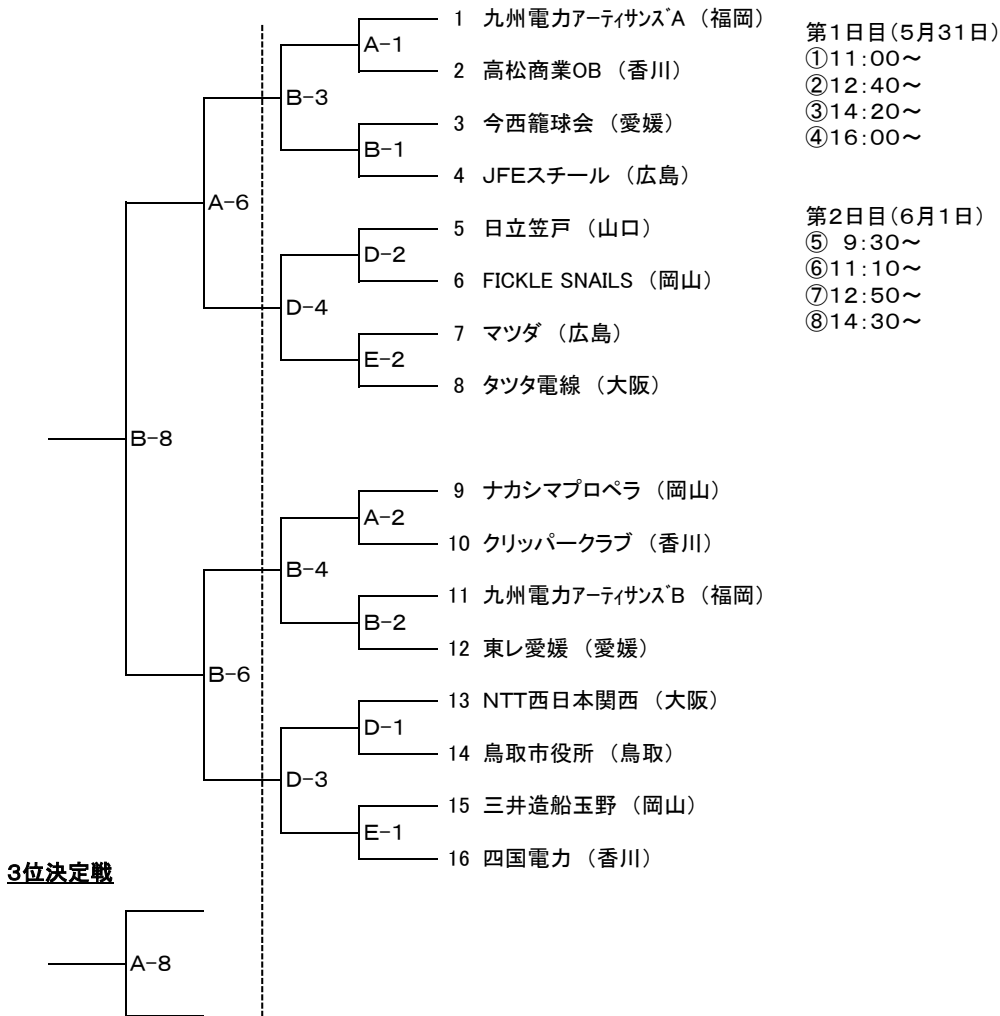 1 九州電力アーティサンズA (福岡)
A-1
2 高松商業OB (香川)
B-3
3 今西籠球会 (愛媛)
B-1
4 JFEスチール (広島)
A-6
5 日立笠戸 (山口)
D-2
6 FICKLE SNAILS (岡山)
D-4
7 マツダ (広島)
E-2
8 タツタ電線 (大阪)
B-8
9 ナカシマプロペラ (岡山)
A-2
10 クリッパークラブ (香川)
B-4
11 九州電力アーティサンズB (福岡)
B-2
12 東レ愛媛 (愛媛)
B-6
13 NTT西日本関西 (大阪)
D-1
14 鳥取市役所 (鳥取)
D-3
15 三井造船玉野 (岡山)
E-1
16 四国電力 (香川)
3位決定戦
A-8
第1日目(5月31日)
①11:00~
②12:40~
③14:20~
④16:00~
第2日目(6月1日)
⑤ 9:30~
⑥11:10~
⑦12:50~
⑧14:30~